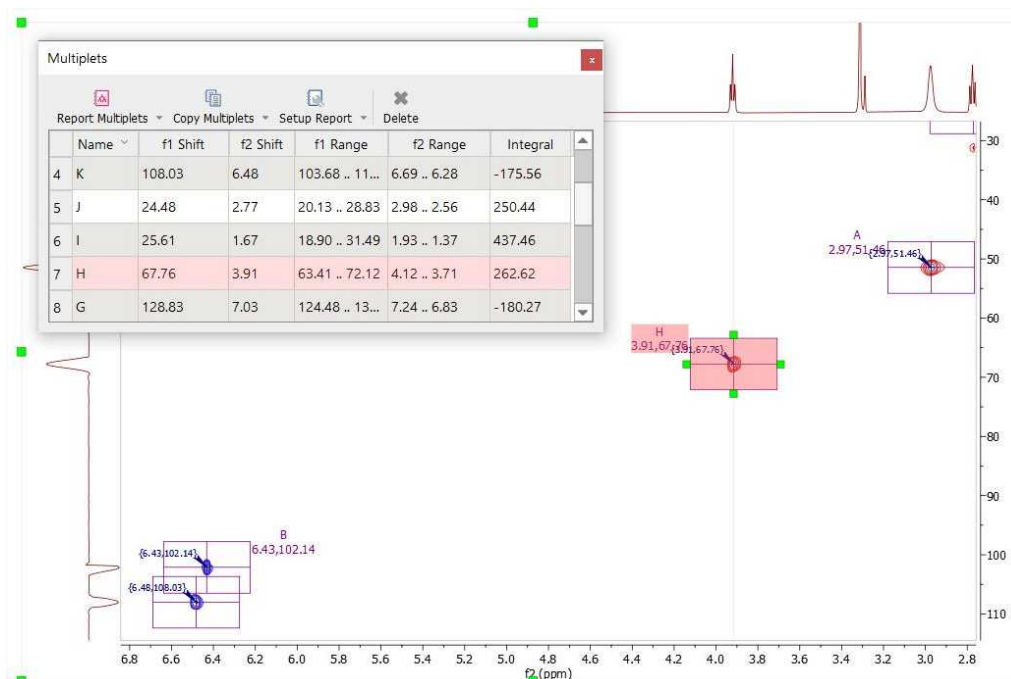 Multiplets
x
Report Multiplets Copy Multiplets Setup Report Delete
Name f1 Shift f2 Shift f1 Range f2 Range Integral
4 K 108.03 6.48 103.68 .. 11... 6.69 .. 6.28 -175.56
5 J 24.48 2.77 20.13 .. 28.83 2.98 .. 2.56 250.44
6 I 25.61 1.67 18.90 .. 31.49 1.93 .. 1.37 437.46
7 H 67.76 3.91 63.41 .. 72.12 4.12 .. 3.71 262.62
8 G 128.83 7.03 124.48 .. 13... 7.24 .. 6.83 -180.27
30
40
50
60
70
80
90
100
110
A
2.97,51.46
{2.97,51.46}
H
3.91,67.76
{3.91,67.76}
B
6.43,102.14
{6.43,102.14}
{6.48,108.03}
6.8 6.6 6.4 6.2 6.0 5.8 5.6 5.4 5.2 5.0 4.8 4.6 4.4 4.2 4.0 3.8 3.6 3.4 3.2 3.0 2.8
f2 (ppm)